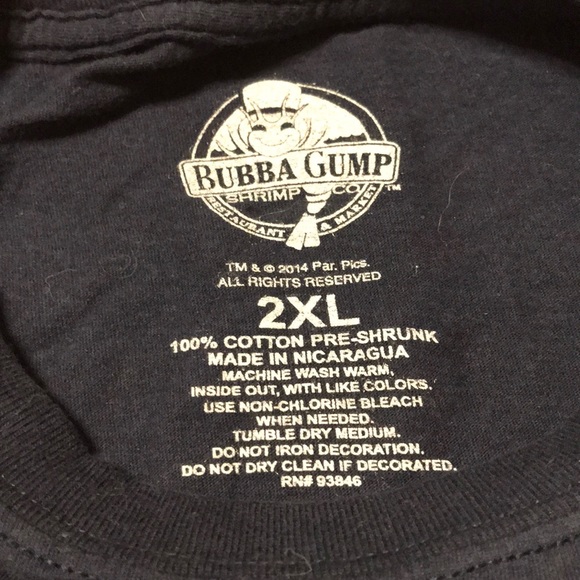 BUBBA GUMP
SHRIMP CO. TM
RESTAURANT & MARKET
TM & © 2014 Par. Pics.
ALL RIGHTS RESERVED
2XL
100% COTTON PRE-SHRUNK
MADE IN NICARAGUA
MACHINE WASH WARM,
INSIDE OUT, WITH LIKE COLORS.
USE NON-CHLORINE BLEACH
WHEN NEEDED.
TUMBLE DRY MEDIUM.
DO NOT IRON DECORATION.
DO NOT DRY CLEAN IF DECORATED.
RN# 93846